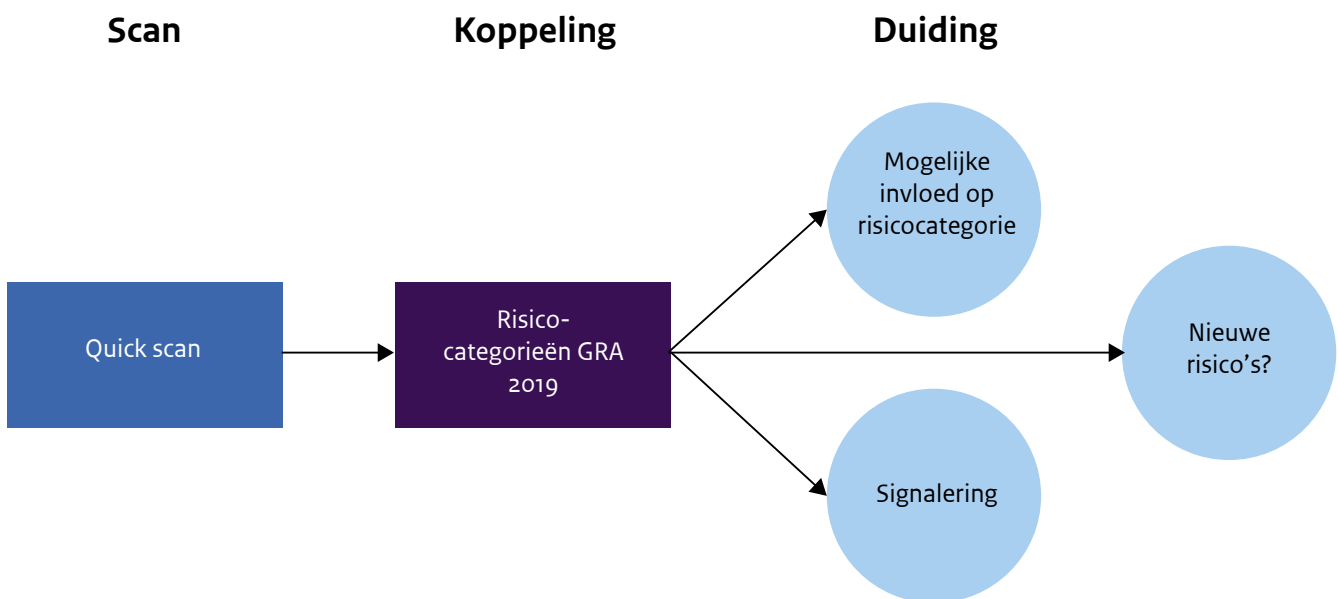 Scan
Koppeling
Duiding
Quick scan
Risico-
categorieën GRA
2019
Mogelijke
invloed op
risicocategorie
Nieuwe
risico’s?
Signalering